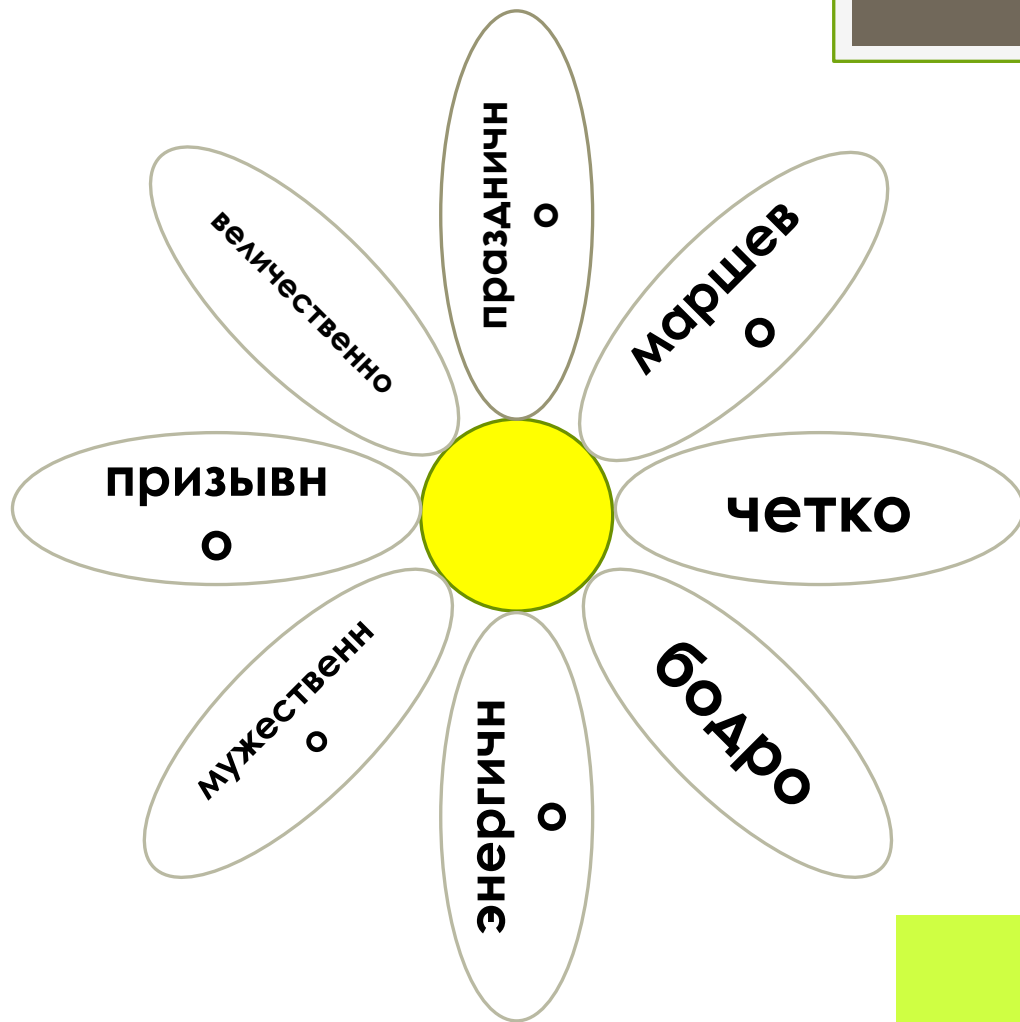 праздничн
о
маршев
о
четко
бодро
энергичн
о
мужественн
о
призывн
о
величественно